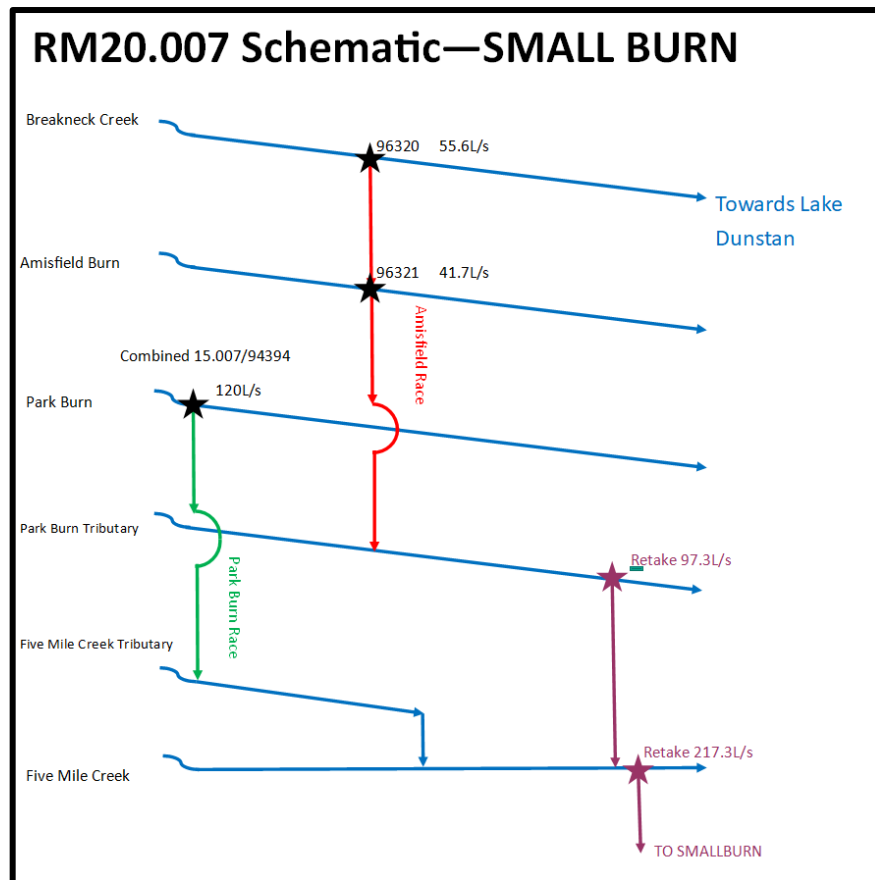 RM20.007 Schematic—SMALL BURN
Breakneck Creek
96320 55.6L/s
Towards Lake
Dunstan
Amisfield Burn
96321 41.7L/s
Amisfield Race
Combined 15.007/94394
120L/s
Park Burn
Park Burn Tributary
Retake 97.3L/s
Park Burn Race
Five Mile Creek Tributary
Retake 217.3L/s
Five Mile Creek
TO SMALLBURN